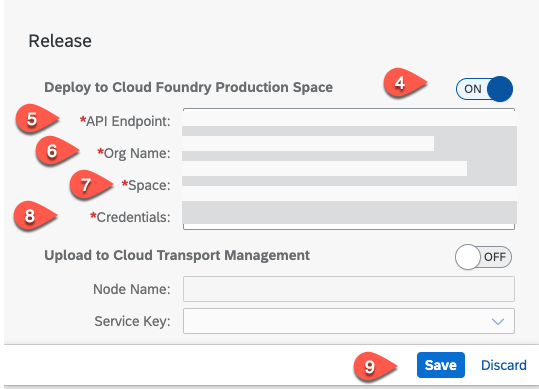 Release
Deploy to Cloud Foundry Production Space 4 ON
5 *API Endpoint:
6 *Org Name:
7 *Space:
8 *Credentials:
Upload to Cloud Transport Management OFF
Node Name:
Service Key:
9 Save Discard